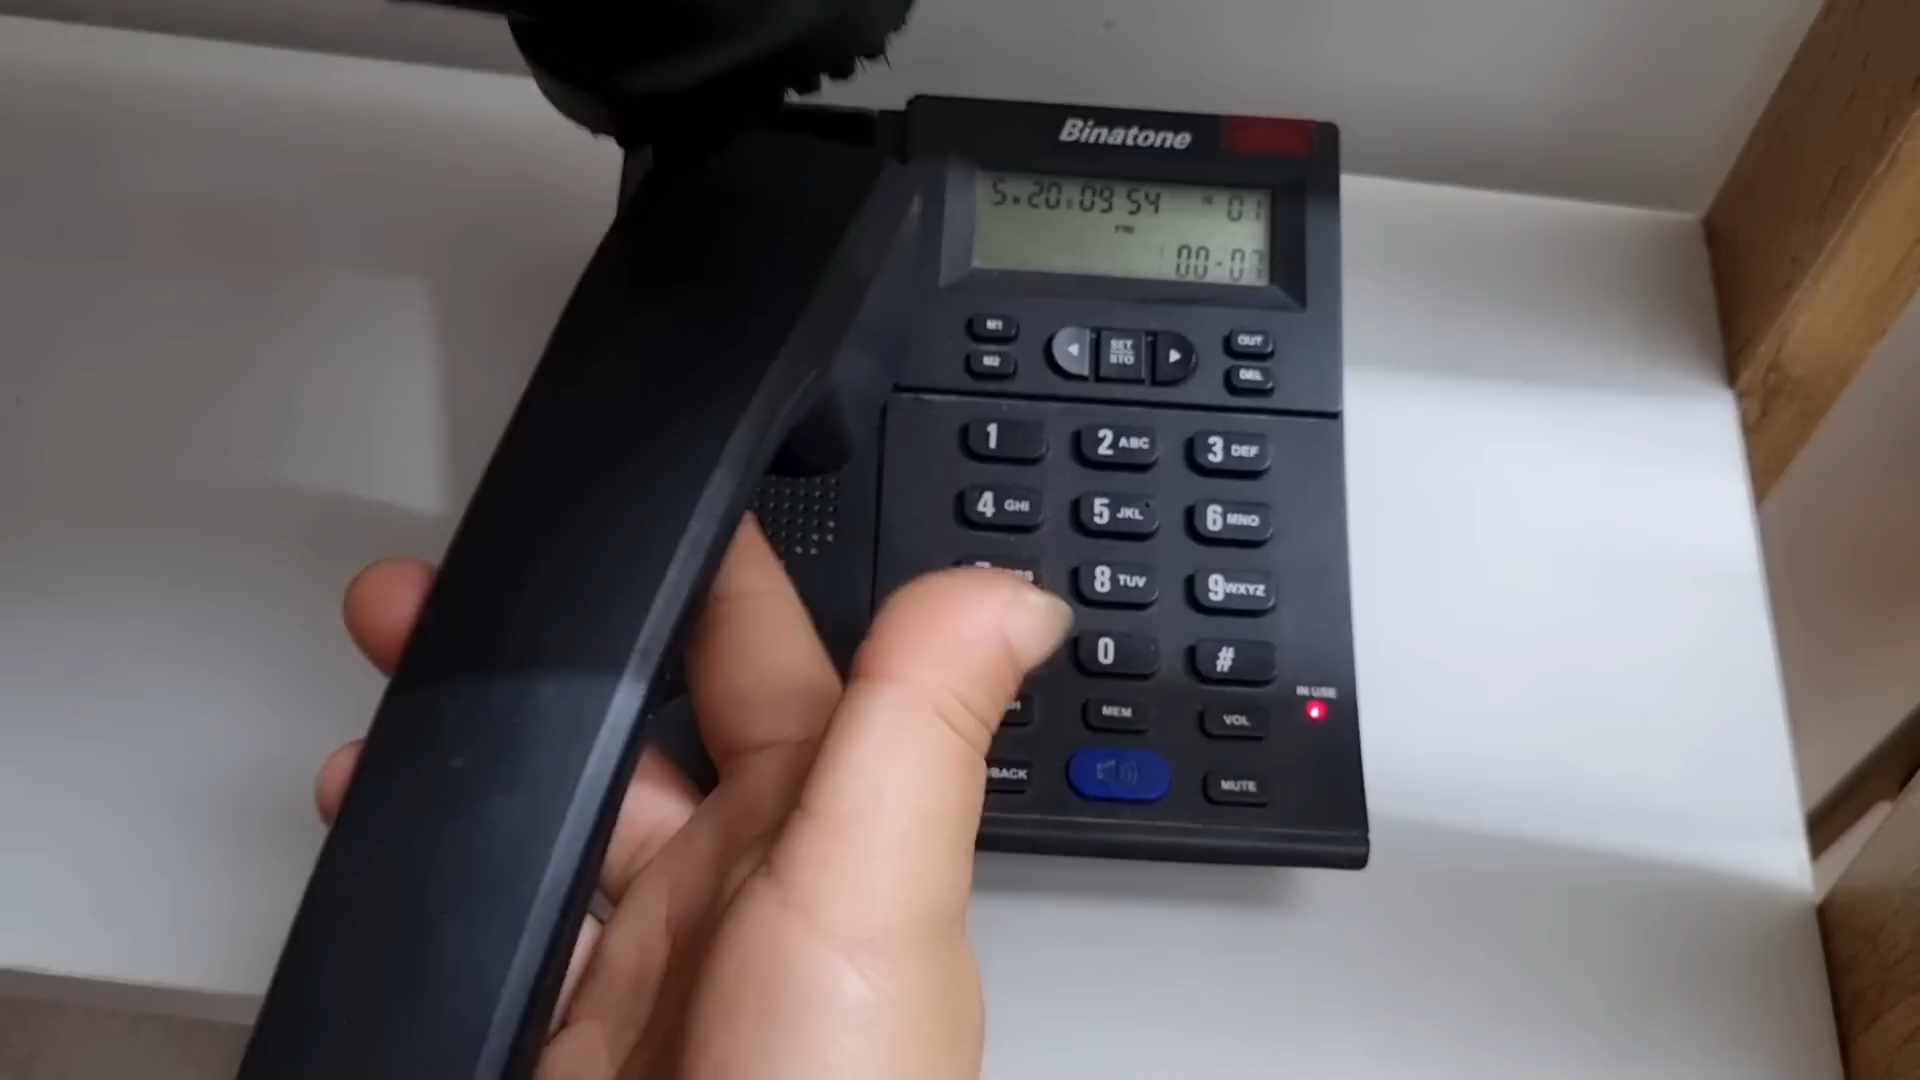 Binatone
5.20:09 54 01
FRI
00-07
M1
OUT
M2
SET
STO
DEL
1
2 ABC
3 DEF
4 GHI
5 JKL
6 MNO
8 TUV
9 WXYZ
0
#
IN USE
MEM
VOL
MUTE